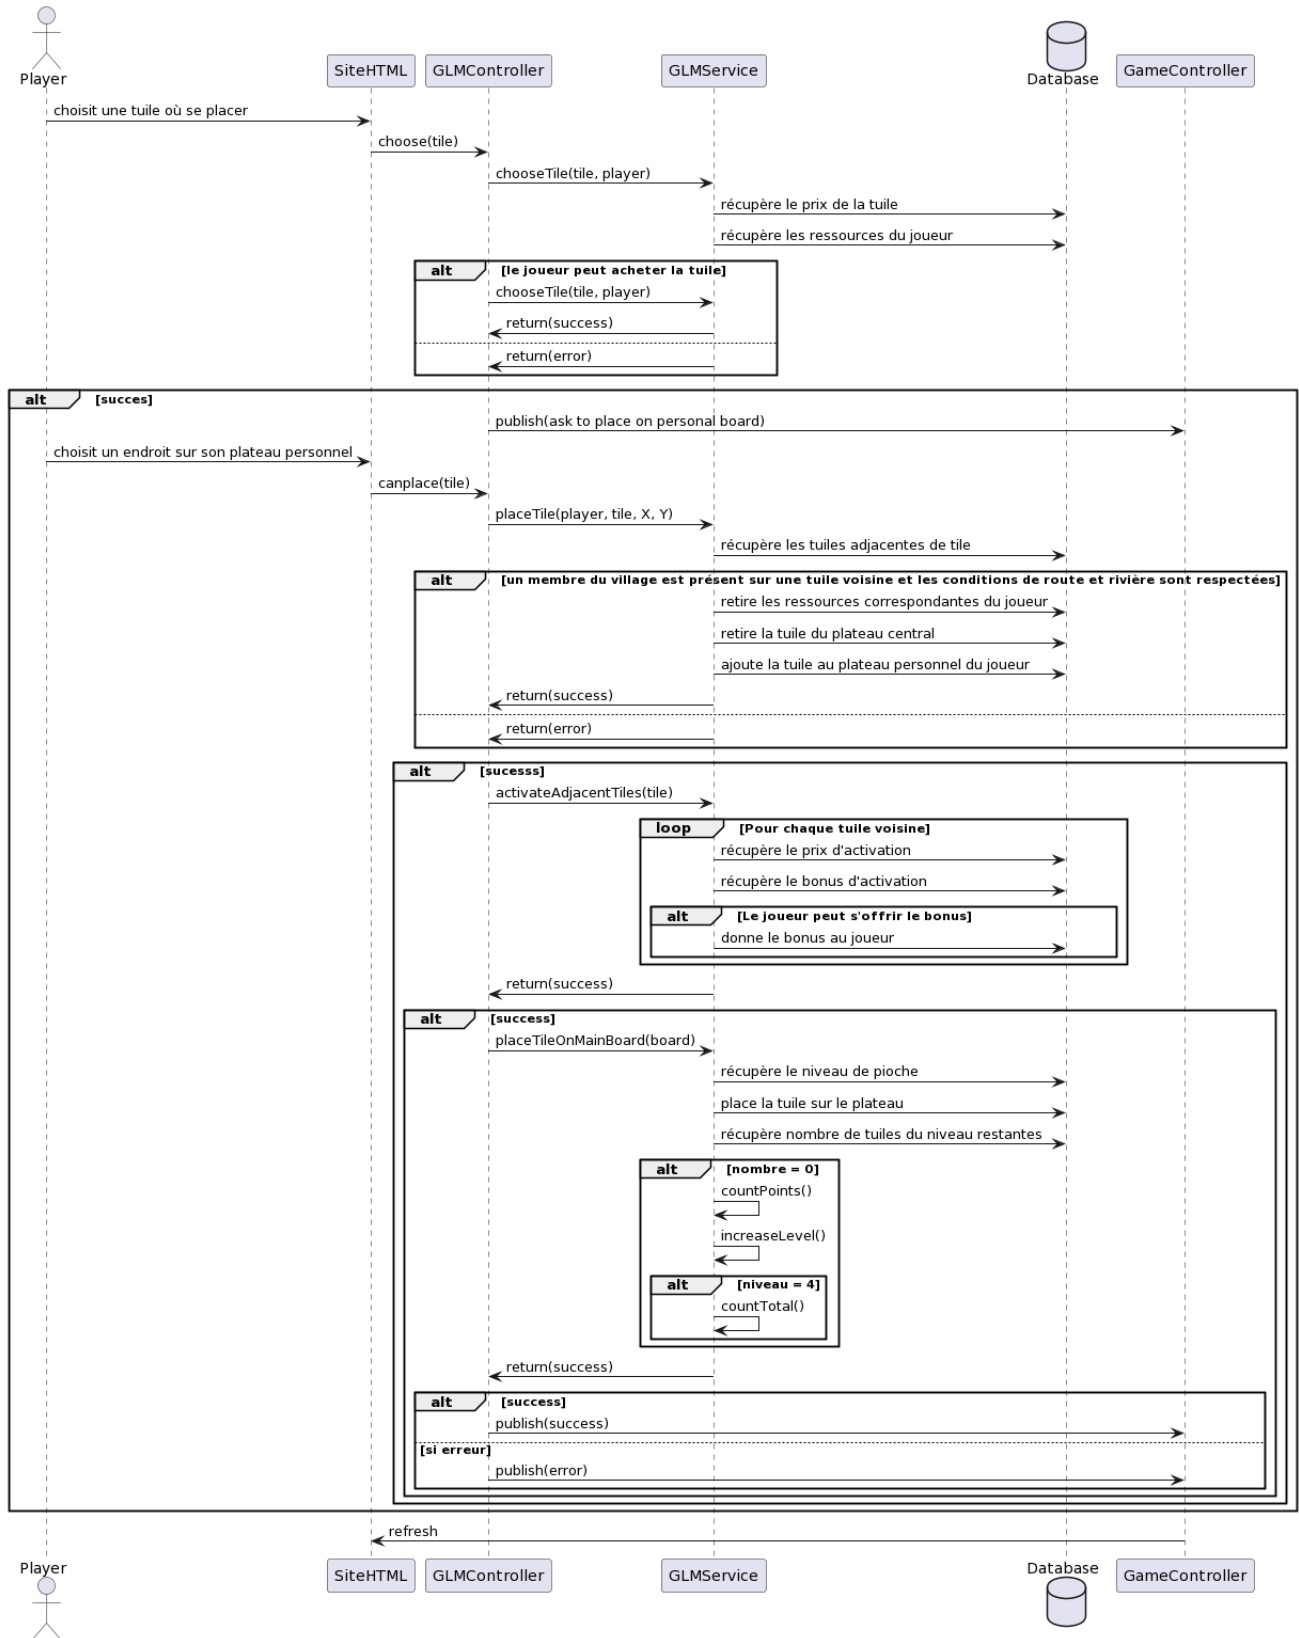 Player
SiteHTML
GLMController
GLMService
Database
GameController
choisit une tuile où se placer
choose(tile)
chooseTile(tile, player)
récupère le prix de la tuile
récupère les ressources du joueur
alt [le joueur peut acheter la tuile]
chooseTile(tile, player)
return(success)
return(error)
alt [succes]
publish(ask to place on personal board)
choisit un endroit sur son plateau personnel
canplace(tile)
placeTile(player, tile, X, Y)
récupère les tuiles adjacentes de tile
alt [un membre du village est présent sur une tuile voisine et les conditions de route et rivière sont respectées]
retire les ressources correspondantes du joueur
retire la tuile du plateau central
ajoute la tuile au plateau personnel du joueur
return(success)
return(error)
alt [sucesss]
activateAdjacentTiles(tile)
loop [Pour chaque tuile voisine]
récupère le prix d'activation
récupère le bonus d'activation
alt [Le joueur peut s'offrir le bonus]
donne le bonus au joueur
return(success)
alt [success]
placeTileOnMainBoard(board)
récupère le niveau de pioche
place la tuile sur le plateau
récupère nombre de tuiles du niveau restantes
alt [nombre = 0]
countPoints()
increaseLevel()
alt [niveau = 4]
countTotal()
return(success)
alt [success]
publish(success)
[si erreur]
publish(error)
refresh
Player
SiteHTML
GLMController
GLMService
Database
GameController